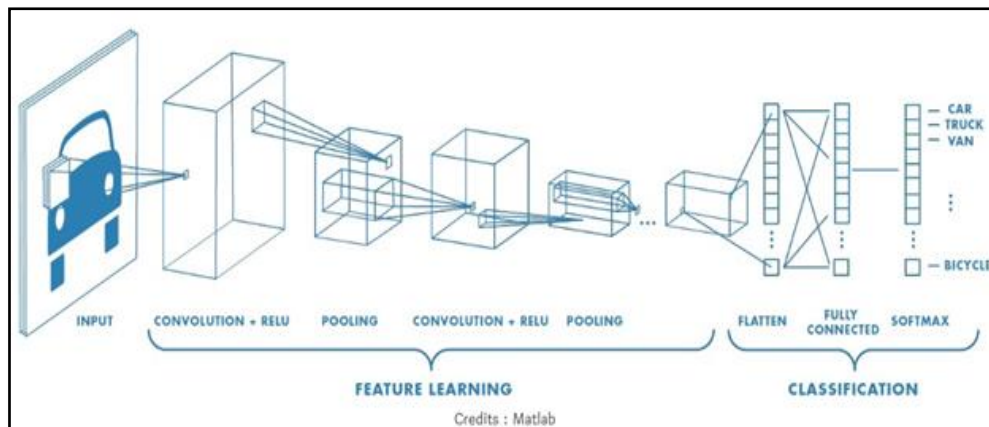 CAR
TRUCK
VAN
BICYCLE
INPUT
CONVOLUTION + RELU
POOLING
CONVOLUTION + RELU
POOLING
FLATTEN
FULLY
CONNECTED
SOFTMAX
FEATURE LEARNING
CLASSIFICATION
Credits : Matlab